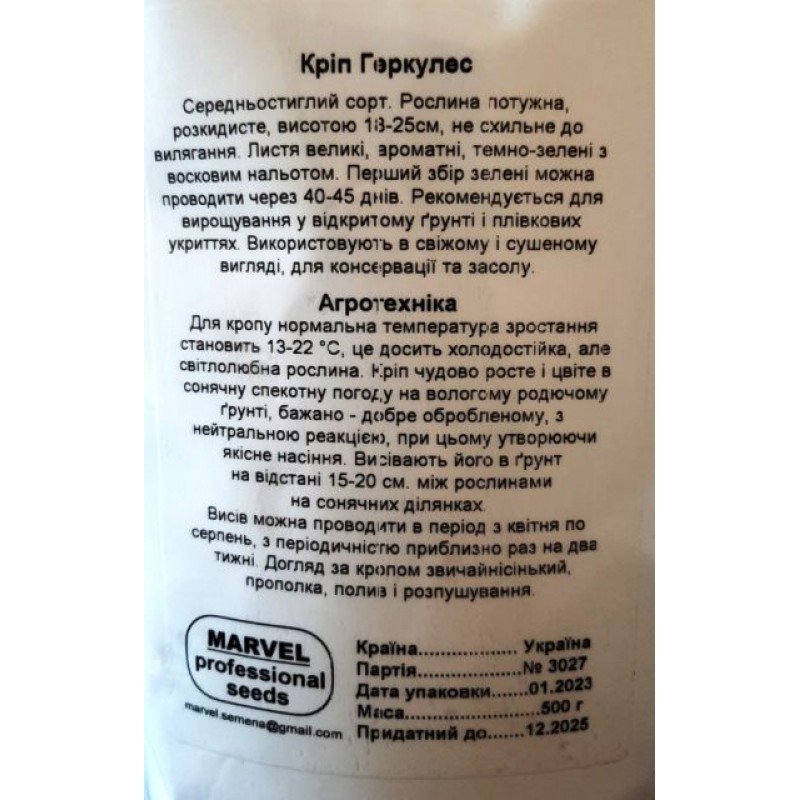 Кріп Геркулес
Середньостиглий сорт. Рослина потужна,
розкидисте, висотою 18-25см, не схильне до
вилягання. Листя великі, ароматні, темно-зелені з
восковим нальотом. Перший збір зелені можна
проводити через 40-45 днів. Рекомендується для
вирощування у відкритому ґрунті і плівкових
укриттях. Використовують в свіжому і сушеному
вигляді, для консервації та засолу.
Агротехніка
Для кропу нормальна температура зростання
становить 13-22 °С, це досить холодостійка, але
світлолюбна рослина. Кріп чудово росте і цвіте в
сонячну спекотну погоду на вологому родючому
ґрунті, бажано - добре обробленому, з
нейтральною реакцією, при цьому утворюючи
якісне насіння. Висівають його в ґрунт
на відстані 15-20 см. між рослинами
на сонячних ділянках.
Висів можна проводити в період з квітня по
серпень, з періодичністю приблизно раз на два
тижні. Догляд за кропом звичайнісінький,
прополка, полив і розпушування.
MARVEL
professional
seeds
marvel.semena@gmail.com
Країна................... Україна
Партія....................№ 3027
Дата упаковки.......01.2023
Маса.......................500 г
Придатний до.......12.2025